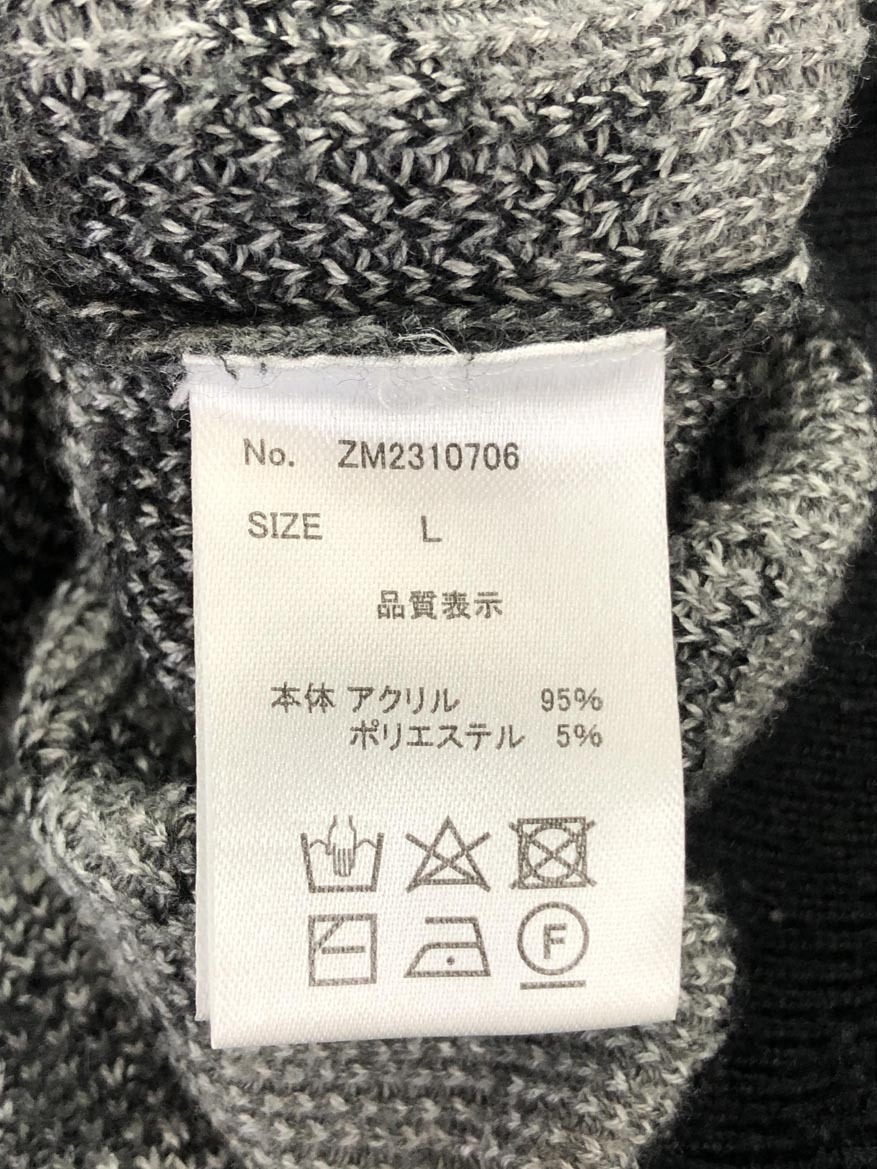 No. ZM2310706
SIZE L
品質表示
本体 アクリル 95%
ポリエステル 5%
F